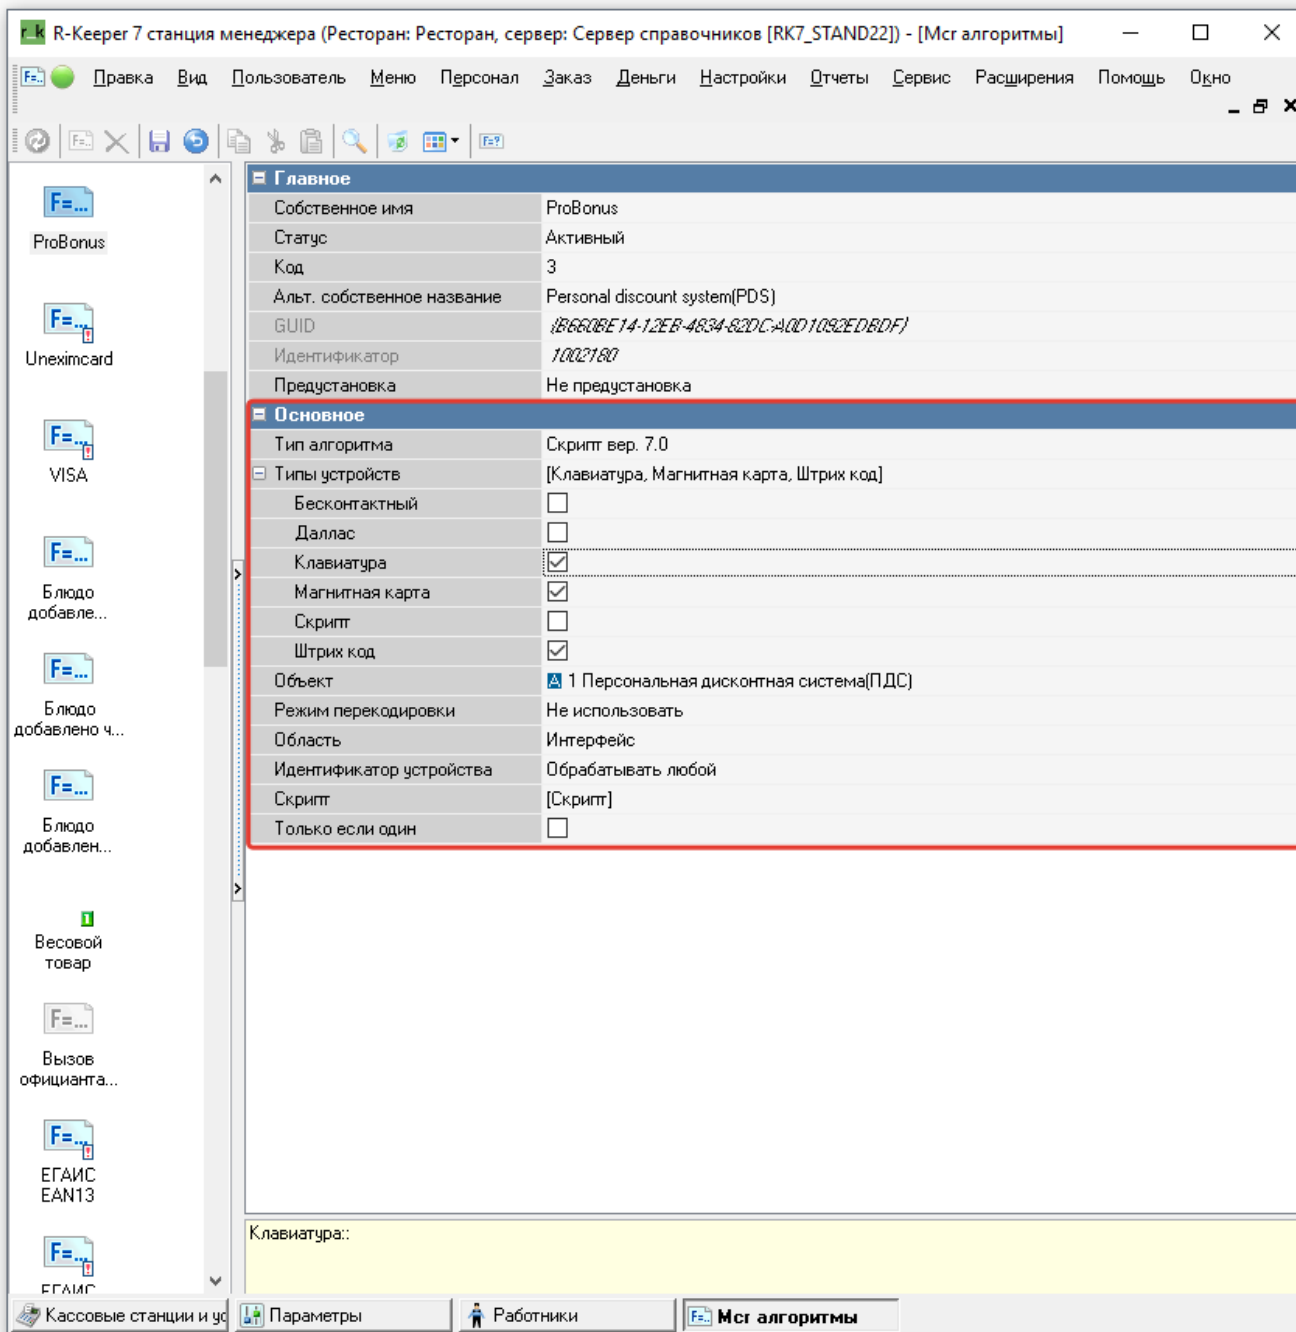 r_k R-Keeper 7 станция менеджера (Ресторан: Ресторан, сервер: Сервер справочников [RK7_STAND22]) - [Mcr алгоритмы]
F=.. Правка Вид Пользователь Меню Персонал Заказ Деньги Настройки Отчеты Сервис Расширения Помощь Окно
F=.. F=?
F=...
ProBonus
F=...
Uneximcard
F=...
VISA
F=...
Блюдо
добавле...
F=...
Блюдо
добавлено ч...
F=...
Блюдо
добавлен...
1
Весовой
товар
F=...
Вызов
официанта...
F=...
ЕГАИС
EAN13
F=...
ЕГАИС
Главное
Собственное имя ProBonus
Статус Активный
Код 3
Альт. собственное название Personal discount system(PDS)
GUID {B660BE14-12EB-4834-82DC-A0D1092EDBDF}
Идентификатор 1002180
Предустановка Не предустановка
Основное
Тип алгоритма Скрипт вер. 7.0
Типы устройств [Клавиатура, Магнитная карта, Штрих код]
Бесконтактный
Даллас
Клавиатура
Магнитная карта
Скрипт
Штрих код
Объект A 1 Персональная дисконтная система(ПДС)
Режим перекодировки Не использовать
Область Интерфейс
Идентификатор устройства Обрабатывать любой
Скрипт [Скрипт]
Только если один
Клавиатура::
Кассовые станции и ус Параметры Работники F=.. Mcr алгоритмы